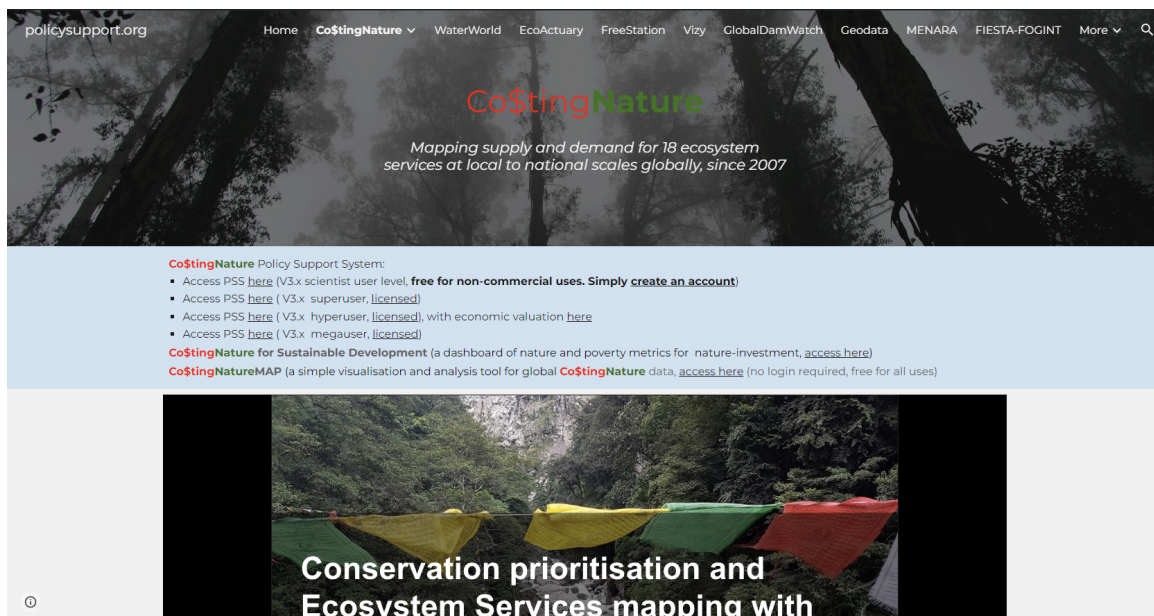 policysupport.org
Home Co$tingNature WaterWorld EcoActuary FreeStation Vizy GlobalDamWatch Geodata MENARA FIESTA-FOGINT More
Co$tingNature
Mapping supply and demand for 18 ecosystem
services at local to national scales globally, since 2007
Co$tingNature Policy Support System:
▪ Access PSS here (V3.x scientist user level, free for non-commercial uses. Simply create an account)
▪ Access PSS here ( V3.x superuser, licensed)
▪ Access PSS here ( V3.x hyperuser, licensed), with economic valuation here
▪ Access PSS here ( V3.x megauser, licensed)
Co$tingNature for Sustainable Development (a dashboard of nature and poverty metrics for nature-investment, access here)
Co$tingNatureMAP (a simple visualisation and analysis tool for global Co$tingNature data, access here (no login required, free for all uses)
Conservation prioritisation and
Ecosystem Services mapping with